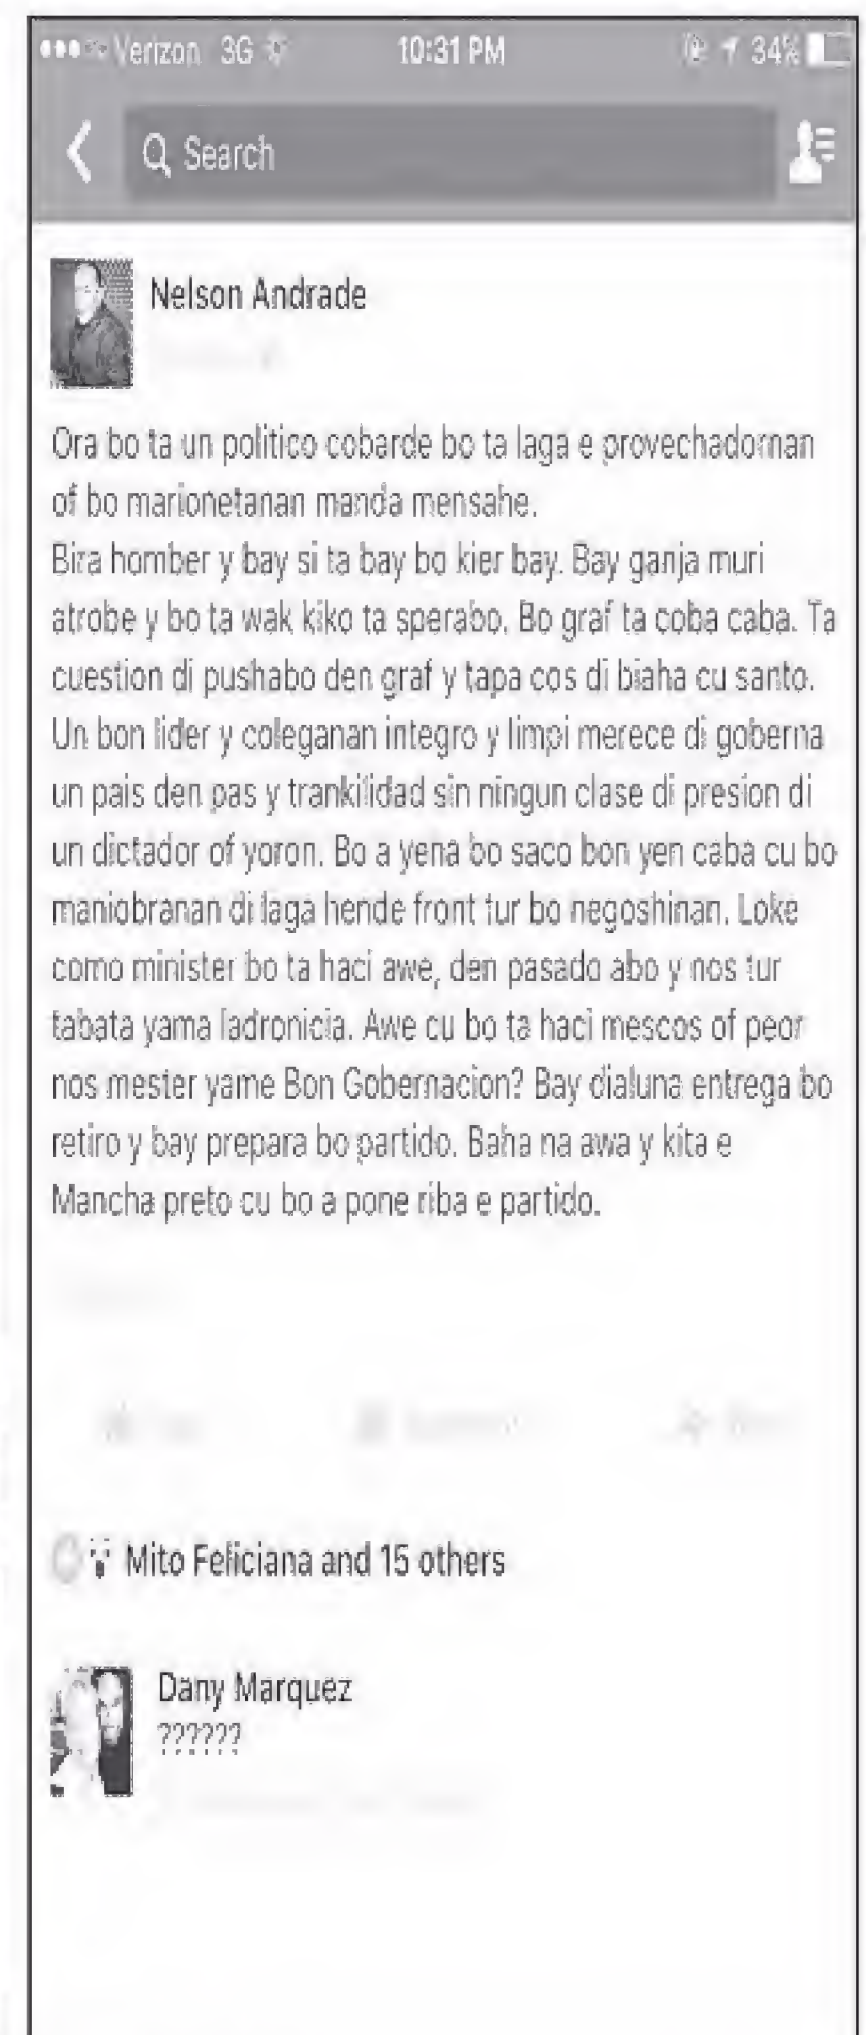 Verizon 3G
10:31 PM
34%
Search
Nelson Andrade
Ora bo ta un politico cobarde bo ta laga e provechadornan
of bo marionetanan manda mensahe.
Bira homber y bay si ta bay bo kier bay. Bay ganja muri
atrobe y bo ta wak kiko ta sperabo. Bo graf ta coba caba. Ta
cuestion di pushabo den graf y tapa cos di biaha cu santo.
Un bon lider y coleganan integro y limpi merece di goberna
un pais den pas y trankilidad sin ningun clase di presion di
un dictador of yoron. Bo a yena bo saco bon yen caba cu bo
maniobranan di laga hende front tur bo negoshinan. Loke
como minister bo ta haci awe, den pasado abo y nos tur
tabata yama ladronicia. Awe cu bo ta haci mescos of peor
nos mester yame Bon Gobernacion? Bay dialuna entrega bo
retiro y bay prepara bo partido. Baha na awa y kita e
Mancha preto cu bo a pone riba e partido.
Mito Feliciana and 15 others
Dany Marquez
??????